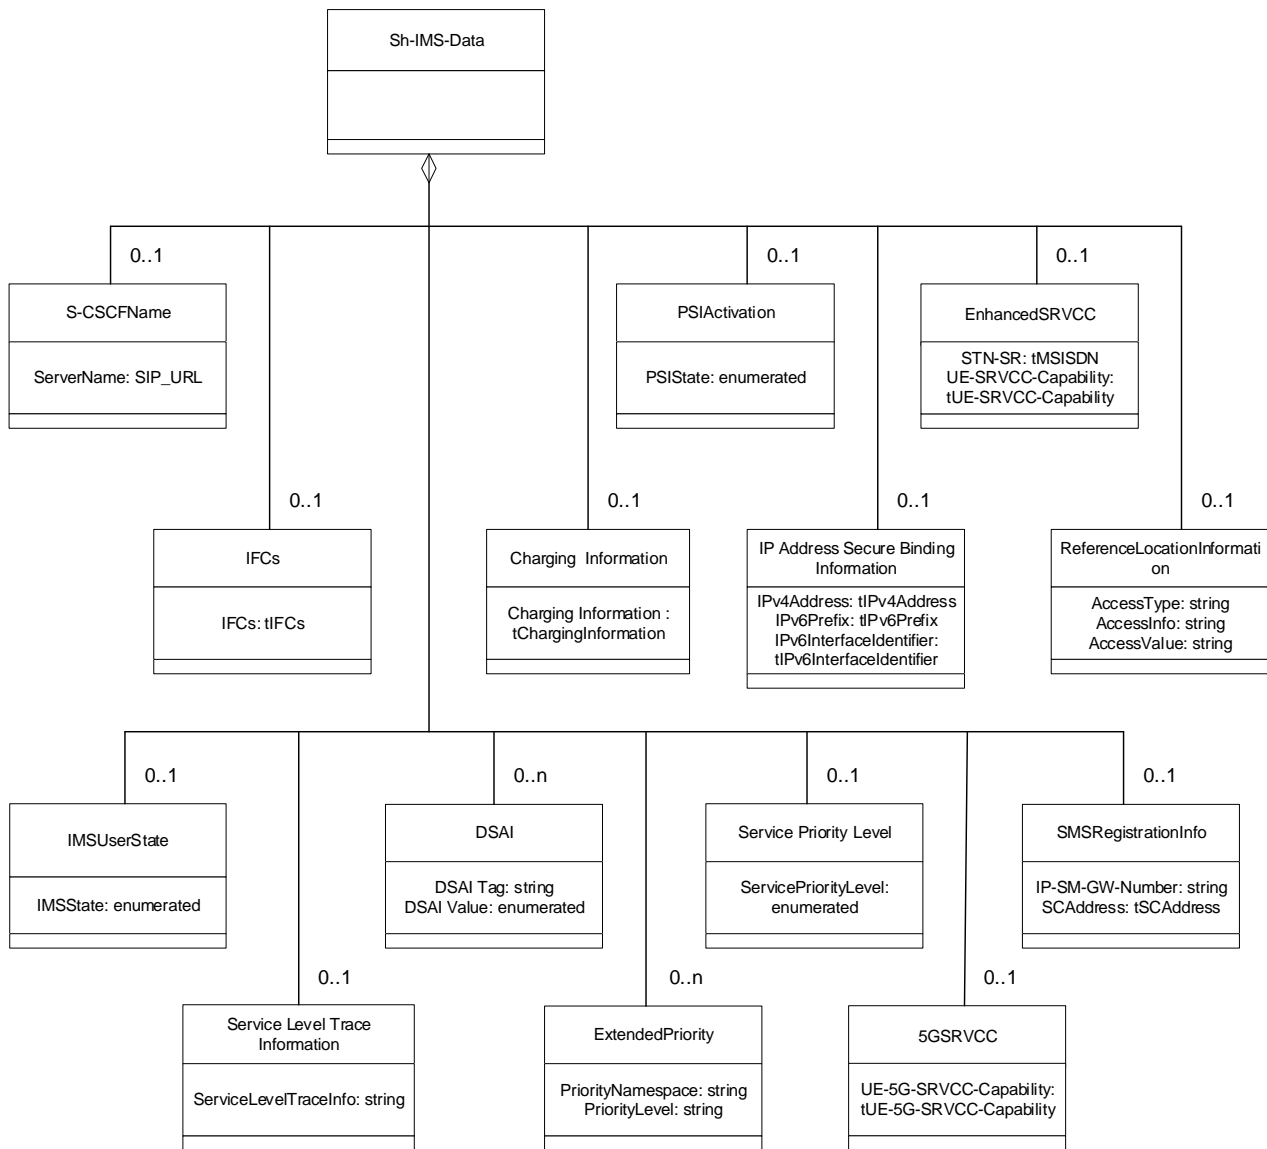 Sh-IMS-Data
0..1
0..1
0..1
S-CSCFName
ServerName: SIP_URL
PSIActivation
PSIState: enumerated
EnhancedSRVCC
STN-SR: tMSISDN
UE-SRVCC-Capability:
tUE-SRVCC-Capability
0..1
0..1
0..1
0..1
IFCs
IFCs: tIFCs
Charging Information
Charging Information :
tChargingInformation
IP Address Secure Binding
Information
IPv4Address: tIPv4Address
IPv6Prefix: tIPv6Prefix
IPv6InterfaceIdentifier:
tIPv6InterfaceIdentifier
ReferenceLocationInformati
on
AccessType: string
AccessInfo: string
AccessValue: string
0..1
0..n
0..1
0..1
IMSUserState
IMSState: enumerated
DSAI
DSAI Tag: string
DSAI Value: enumerated
Service Priority Level
ServicePriorityLevel:
enumerated
SMSRegistrationInfo
IP-SM-GW-Number: string
SCAddress: tSCAddress
0..1
0..n
0..1
Service Level Trace
Information
ServiceLevelTraceInfo: string
ExtendedPriority
PriorityNamespace: string
PriorityLevel: string
5GSRVCC
UE-5G-SRVCC-Capability:
tUE-5G-SRVCC-Capability